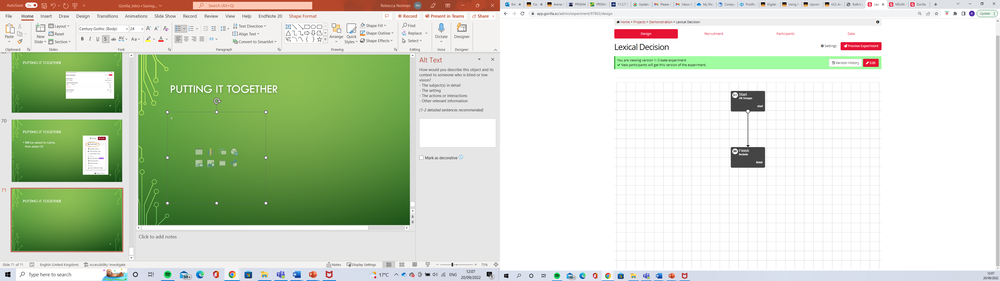 AutoSave On Gorilla_Intro • Saving... Search (Alt+Q) Rebecca Norman RN
File Home Insert Draw Design Transitions Animations Slide Show Record Review View Help EndNote 20 Shape Format Record Present in Teams Share
Paste
New
Slide
Layout
Reset
Section
Century Gothic (Body) 24
Text Direction
Align Text
Convert to SmartArt
Arrange
Quick
Styles
Shape Fill
Shape Outline
Shape Effects
Find
Replace
Select
Dictate
Designer
Clipboard Slides Font Paragraph Drawing Editing Voice Designer
PUTTING IT TOGETHER
70
PUTTING IT TOGETHER
• Will be asked to name,
then press OK
71
PUTTING IT TOGETHER
PUTTING IT TOGETHER
Click to add notes
Alt Text
How would you describe this object and its
context to someone who is blind or low
vision?
- The subject(s) in detail
- The setting
- The actions or interactions
- Other relevant information
(1-2 detailed sentences recommended)
Mark as decorative
Slide 71 of 71 English (United Kingdom) Accessibility: Investigate Notes Display Settings 75%
Type here to search 99+ 17°C ENG 12:07
20/09/2022 1
PRISMA PRISMA 11.2.7 D Update Please Inbox My files Compa Prolific Digital Using Upcom UCL Are Kolb's L Lexi MScWo Gorilla
app.gorilla.sc/admin/experiment/97863/design R Update
Home > Projects > Demonstration > Lexical Decision
Design Recruitment Participants Data
Lexical Decision Settings Preview Experiment
You are viewing version 1: Create experiment
New participants will get this version of the experiment.
Version History Edit
Start
All Groups
start
Finish
Include
finish
99+ 12:07
20/09/2022